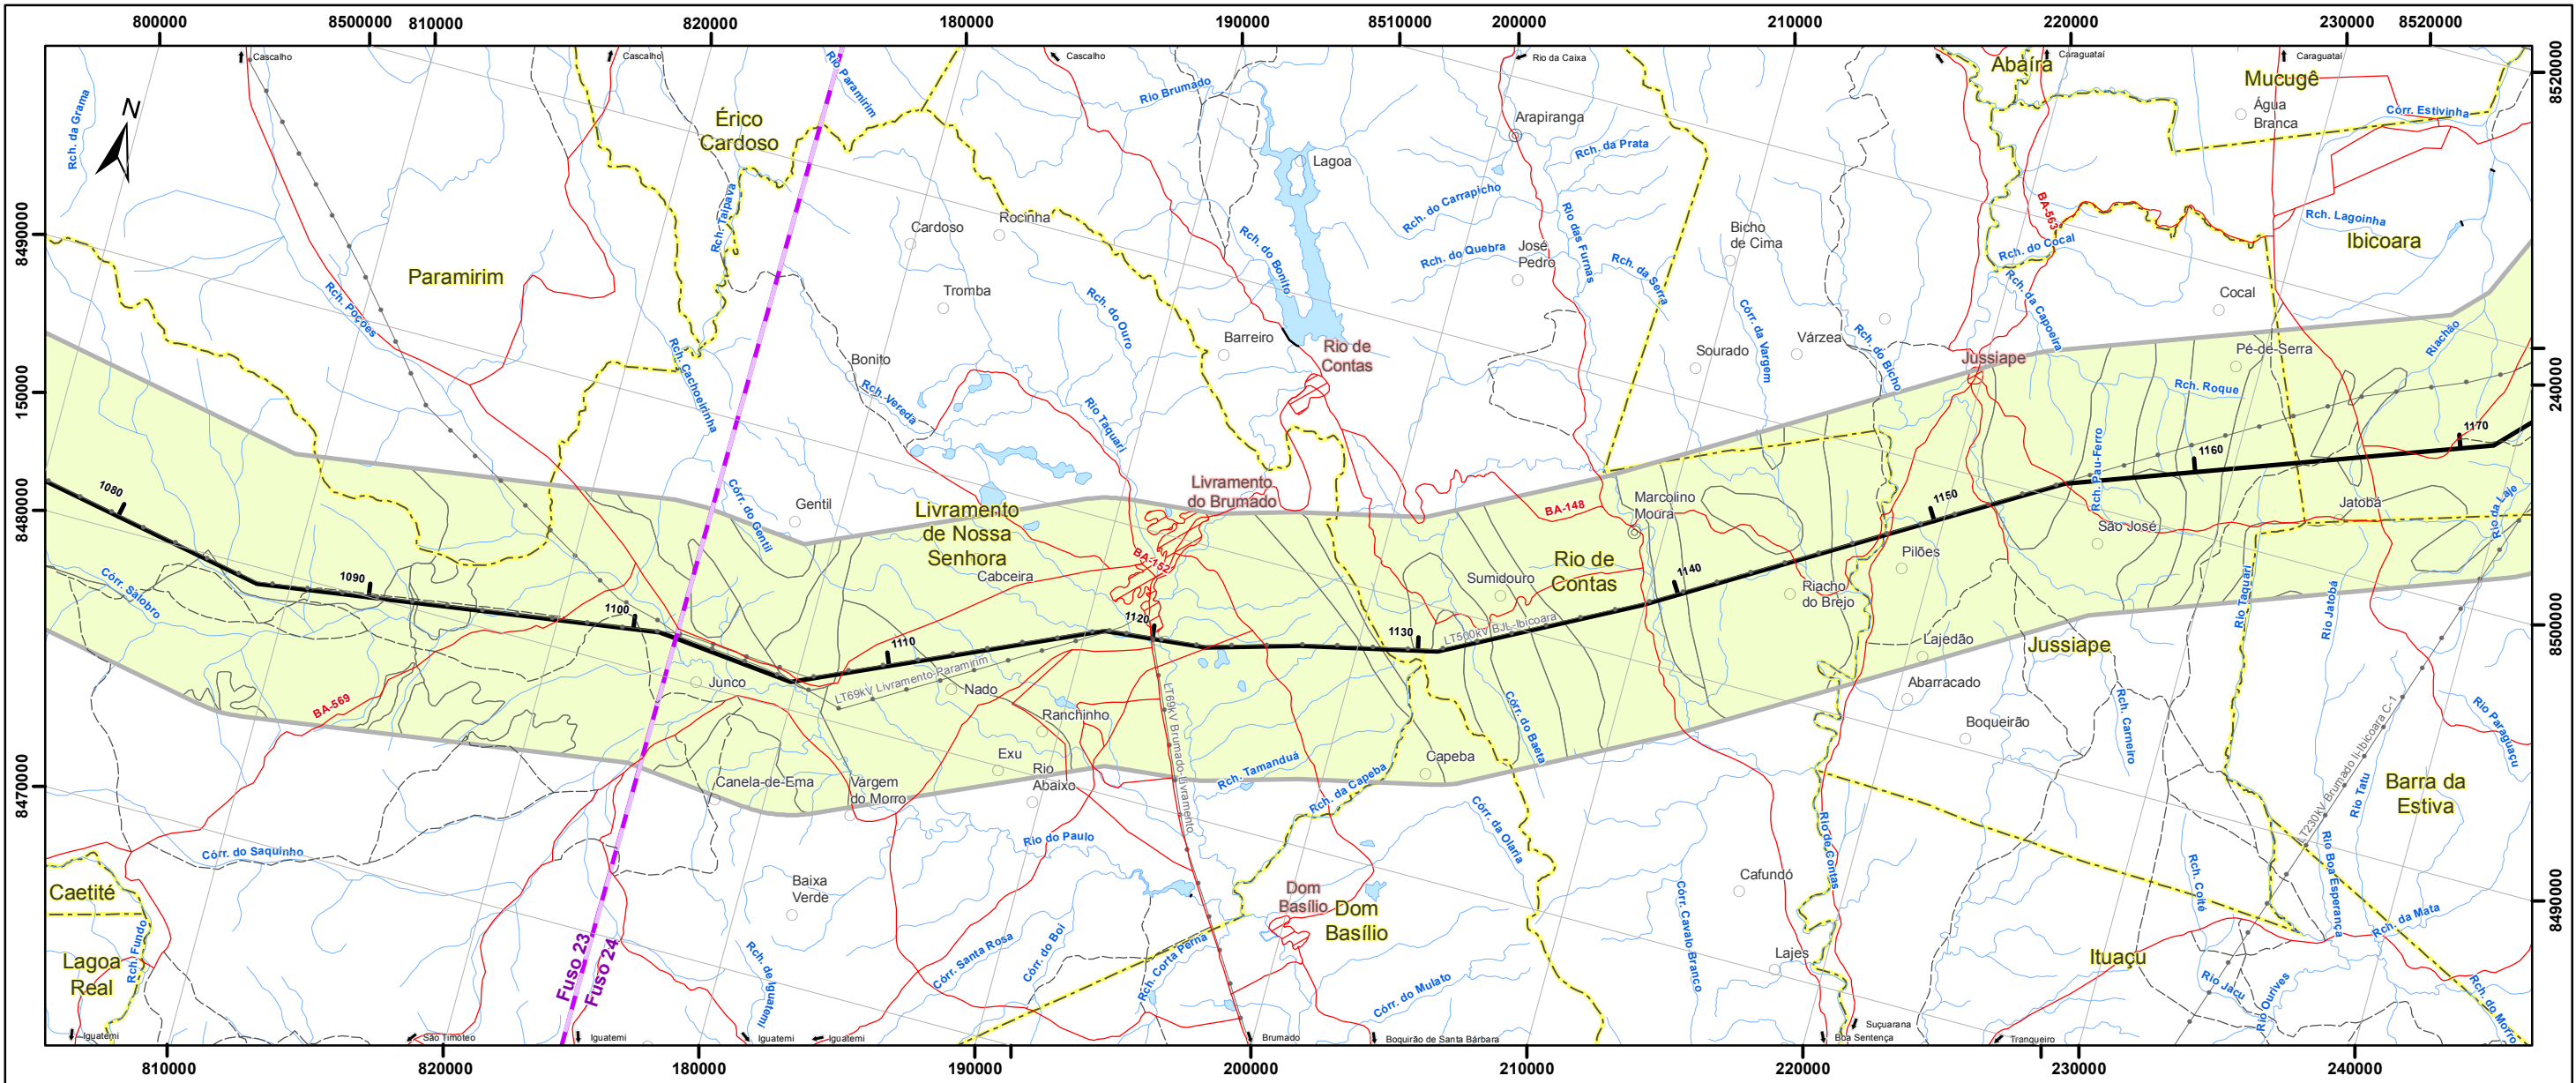 800000
8500000
810000
820000
180000
190000
8510000
200000
210000
220000
230000
8520000
Cascalho
Cascalho
Cascalho
Rio da Caixa
Caraguataí
Caraguataí
8520000
N
Rch. da Grama
Érico
Cardoso
Rio Paramirim
Rio Brumado
Arapiranga
Abaíra
Mucugê
Água
Branca
Córr. Estivinha
Lagoa
Rch. da Prata
8490000
Paramirim
Rch. Taipava
Cardoso
Rocinha
Rch. do Carrapicho
Rch. do Bonito
Rch. do Quebra
José
Pedro
Rio das Furnas
Rch. da Serra
Bicho
de Cima
BA-563
Rch. do Cocal
Rch. Lagoinha
Ibicoara
Rch. Poções
Tromba
Rch. do Ouro
Rch. da Capoeira
Cocal
Rch. Cachoeirinha
Bonito
Rch. Vereda
Barreiro
Rio de
Contas
Córr. da Vargem
Sourado
Várzea
Rch. do Bicho
Jussiape
Pé-de-Serra
Riachão
150000
240000
Rio Taquari
Rch. Roque
1080
Córr. do Gentil
Gentil
Livramento
de Nossa
Senhora
Livramento
do Brumado
BA-148
Marcolino
Moura
1150
Rch. Pau-Ferro
1160
1170
Jatobá
Rio da Laje
8480000
São José
Córr. Salobro
1090
1100
Cabceira
BA-152
Sumidouro
Rio de
Contas
1140
Pilões
Riacho
do Brejo
Rio Taquari
Rio Jatobá
8500000
1110
1120
1130
LT500kV BJL-Ibicoara
Lajedão
Jussiape
BA-569
Junco
LT69kV Livramento-Paramirim
Nado
LT69kV Brumado-Livramento
Córr. do Baeta
Abarracado
Boqueirão
Rch. Carneiro
LT230kV Brumado II-Ibicoara C-1
Rio Paraguaçu
Ranchinho
Exu
Rio
Abaixo
Capeba
8470000
Canela-de-Ema
Vargem
do Morro
Rch. Tamanduá
Rch. da Capeba
Córr. da Olaria
Rio Tatu
Barra da
Estiva
Córr. do Saquinho
Rio do Paulo
Rio de Contas
Rio Boa Esperança
Caetité
Baixa
Verde
Dom
Basílio
Dom
Basílio
Cafundó
Córr. Cavalo Branco
Rch. Coité
Rch. da Mata
8490000
Lagoa
Real
Rch. Fundo
Fuso 23
Fuso 24
Rch. de Iguatemi
Córr. Santa Rosa
Córr. do Boi
Rch. Corta Perna
Córr. do Mulato
Lajes
Ituaçu
Rio Jacu
Rio Ourives
Rch. do Morro
Iguatemi
São Timóteo
Iguatemi
Iguatemi
Iguatemi
Brumado
Boquirão de Santa Bárbara
Suçuarana
Boa Sentença
Tranqueiro
810000
820000
180000
190000
200000
210000
220000
230000
240000